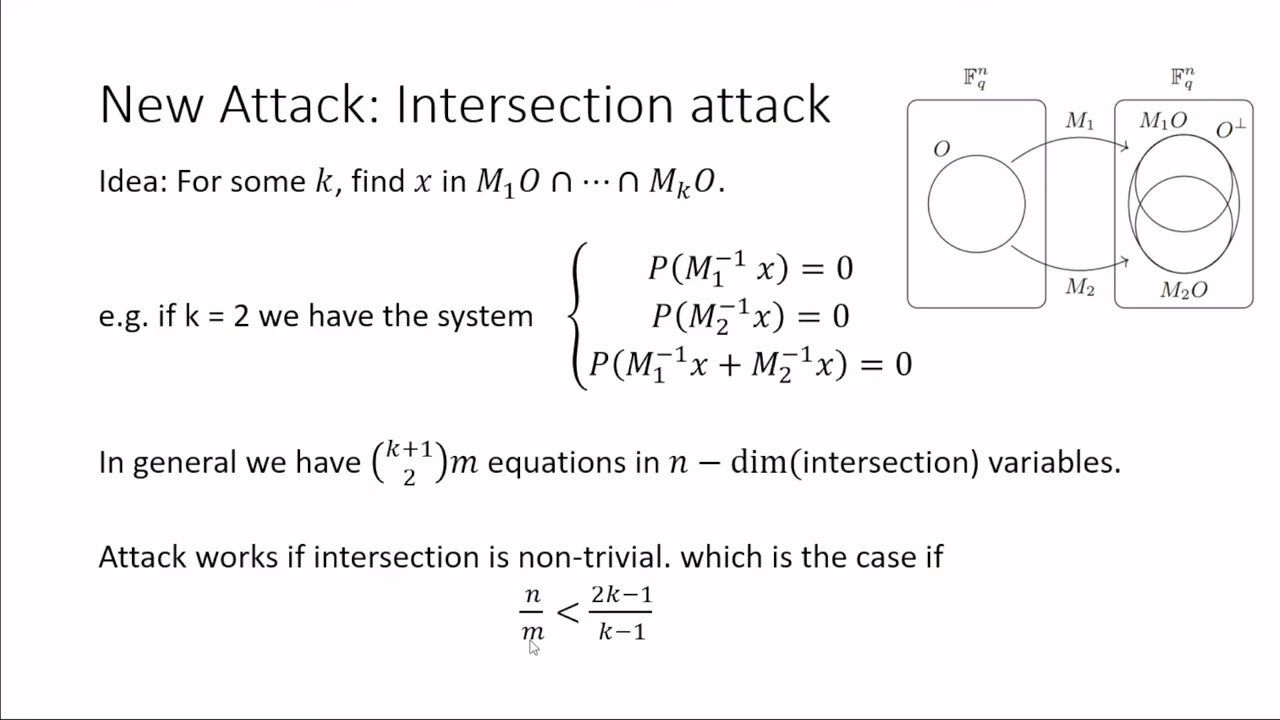 New Attack: Intersection attack
Idea: For some k, find x in M₁O ∩ ⋯ ∩ MₖO.
𝔽_q^n
𝔽_q^n
M₁
M₁O
O^⊥
O
M₂
M₂O
P(M₁⁻¹ x) = 0
e.g. if k = 2 we have the system
P(M₂⁻¹x) = 0
P(M₁⁻¹x + M₂⁻¹x) = 0
In general we have (k+1 2)m equations in n − dim(intersection) variables.
Attack works if intersection is non-trivial. which is the case if
n/m < 2k−1/k−1